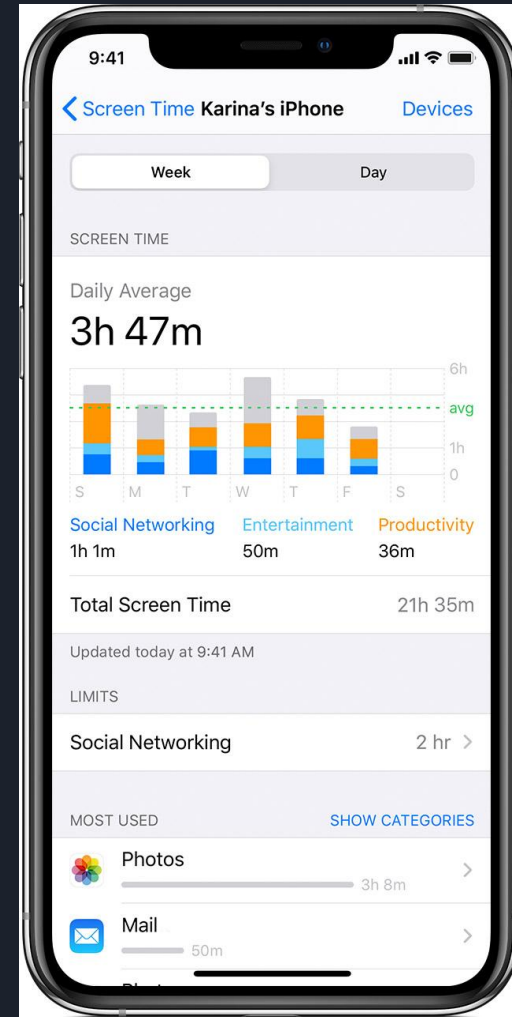 9:41
Screen Time Karina's iPhone Devices
Week Day
SCREEN TIME
Daily Average
3h 47m
6h
avg
1h
0
S M T W T F S
Social Networking Entertainment Productivity
1h 1m 50m 36m
Total Screen Time 21h 35m
Updated today at 9:41 AM
LIMITS
Social Networking 2 hr
MOST USED SHOW CATEGORIES
Photos
3h 8m
Mail
50m